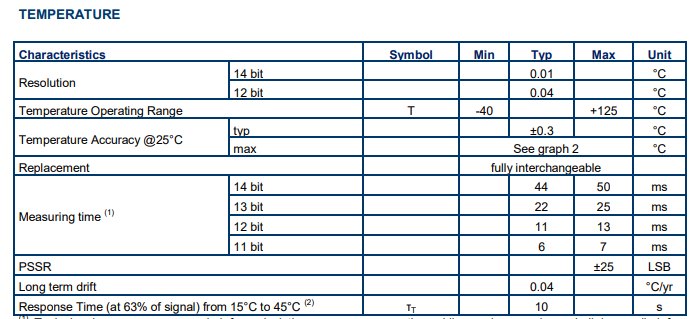 TEMPERATURE
Characteristics Symbol Min Typ Max Unit
Resolution
14 bit 0.01 °C
12 bit 0.04 °C
Temperature Operating Range T -40 +125 °C
Temperature Accuracy @25°C
typ ±0.3 °C
max See graph 2 °C
Replacement fully interchangeable
Measuring time (1)
14 bit 44 50 ms
13 bit 22 25 ms
12 bit 11 13 ms
11 bit 6 7 ms
PSSR ±25 LSB
Long term drift 0.04 °C/yr
Response Time (at 63% of signal) from 15°C to 45°C (2) τT 10 s